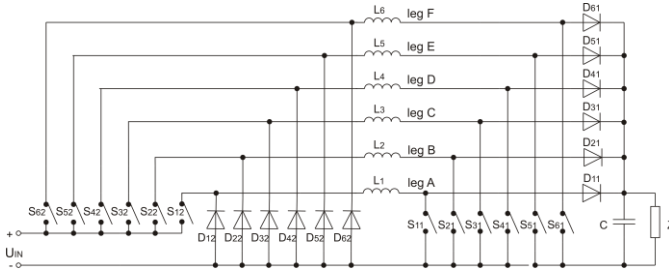 L6 leg F D61
L5 leg E D51
L4 leg D D41
L3 leg C D31
L2 leg B D21
L1 leg A D11
S62 S52 S42 S32 S22 S12
S11 S21 S31 S41 S51 S61
D12 D22 D32 D42 D52 D62
C Z
+
UIN
-